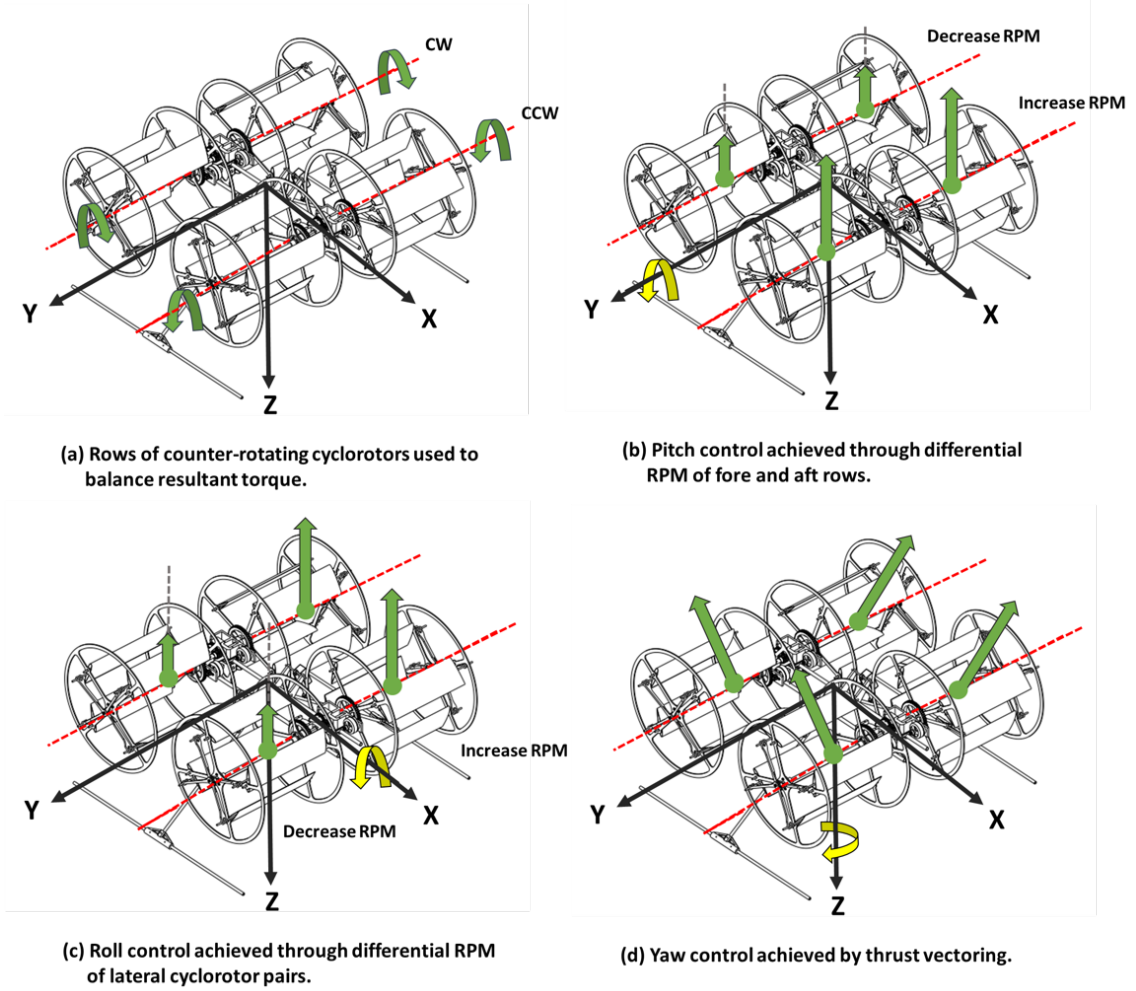 CW
CCW
Y
X
Z
(a) Rows of counter-rotating cyclorotors used to
balance resultant torque.
Decrease RPM
Increase RPM
Y
X
Z
(b) Pitch control achieved through differential
RPM of fore and aft rows.
Increase RPM
Y
X
Decrease RPM
Z
(c) Roll control achieved through differential RPM
of lateral cyclorotor pairs.
Y
X
Z
(d) Yaw control achieved by thrust vectoring.